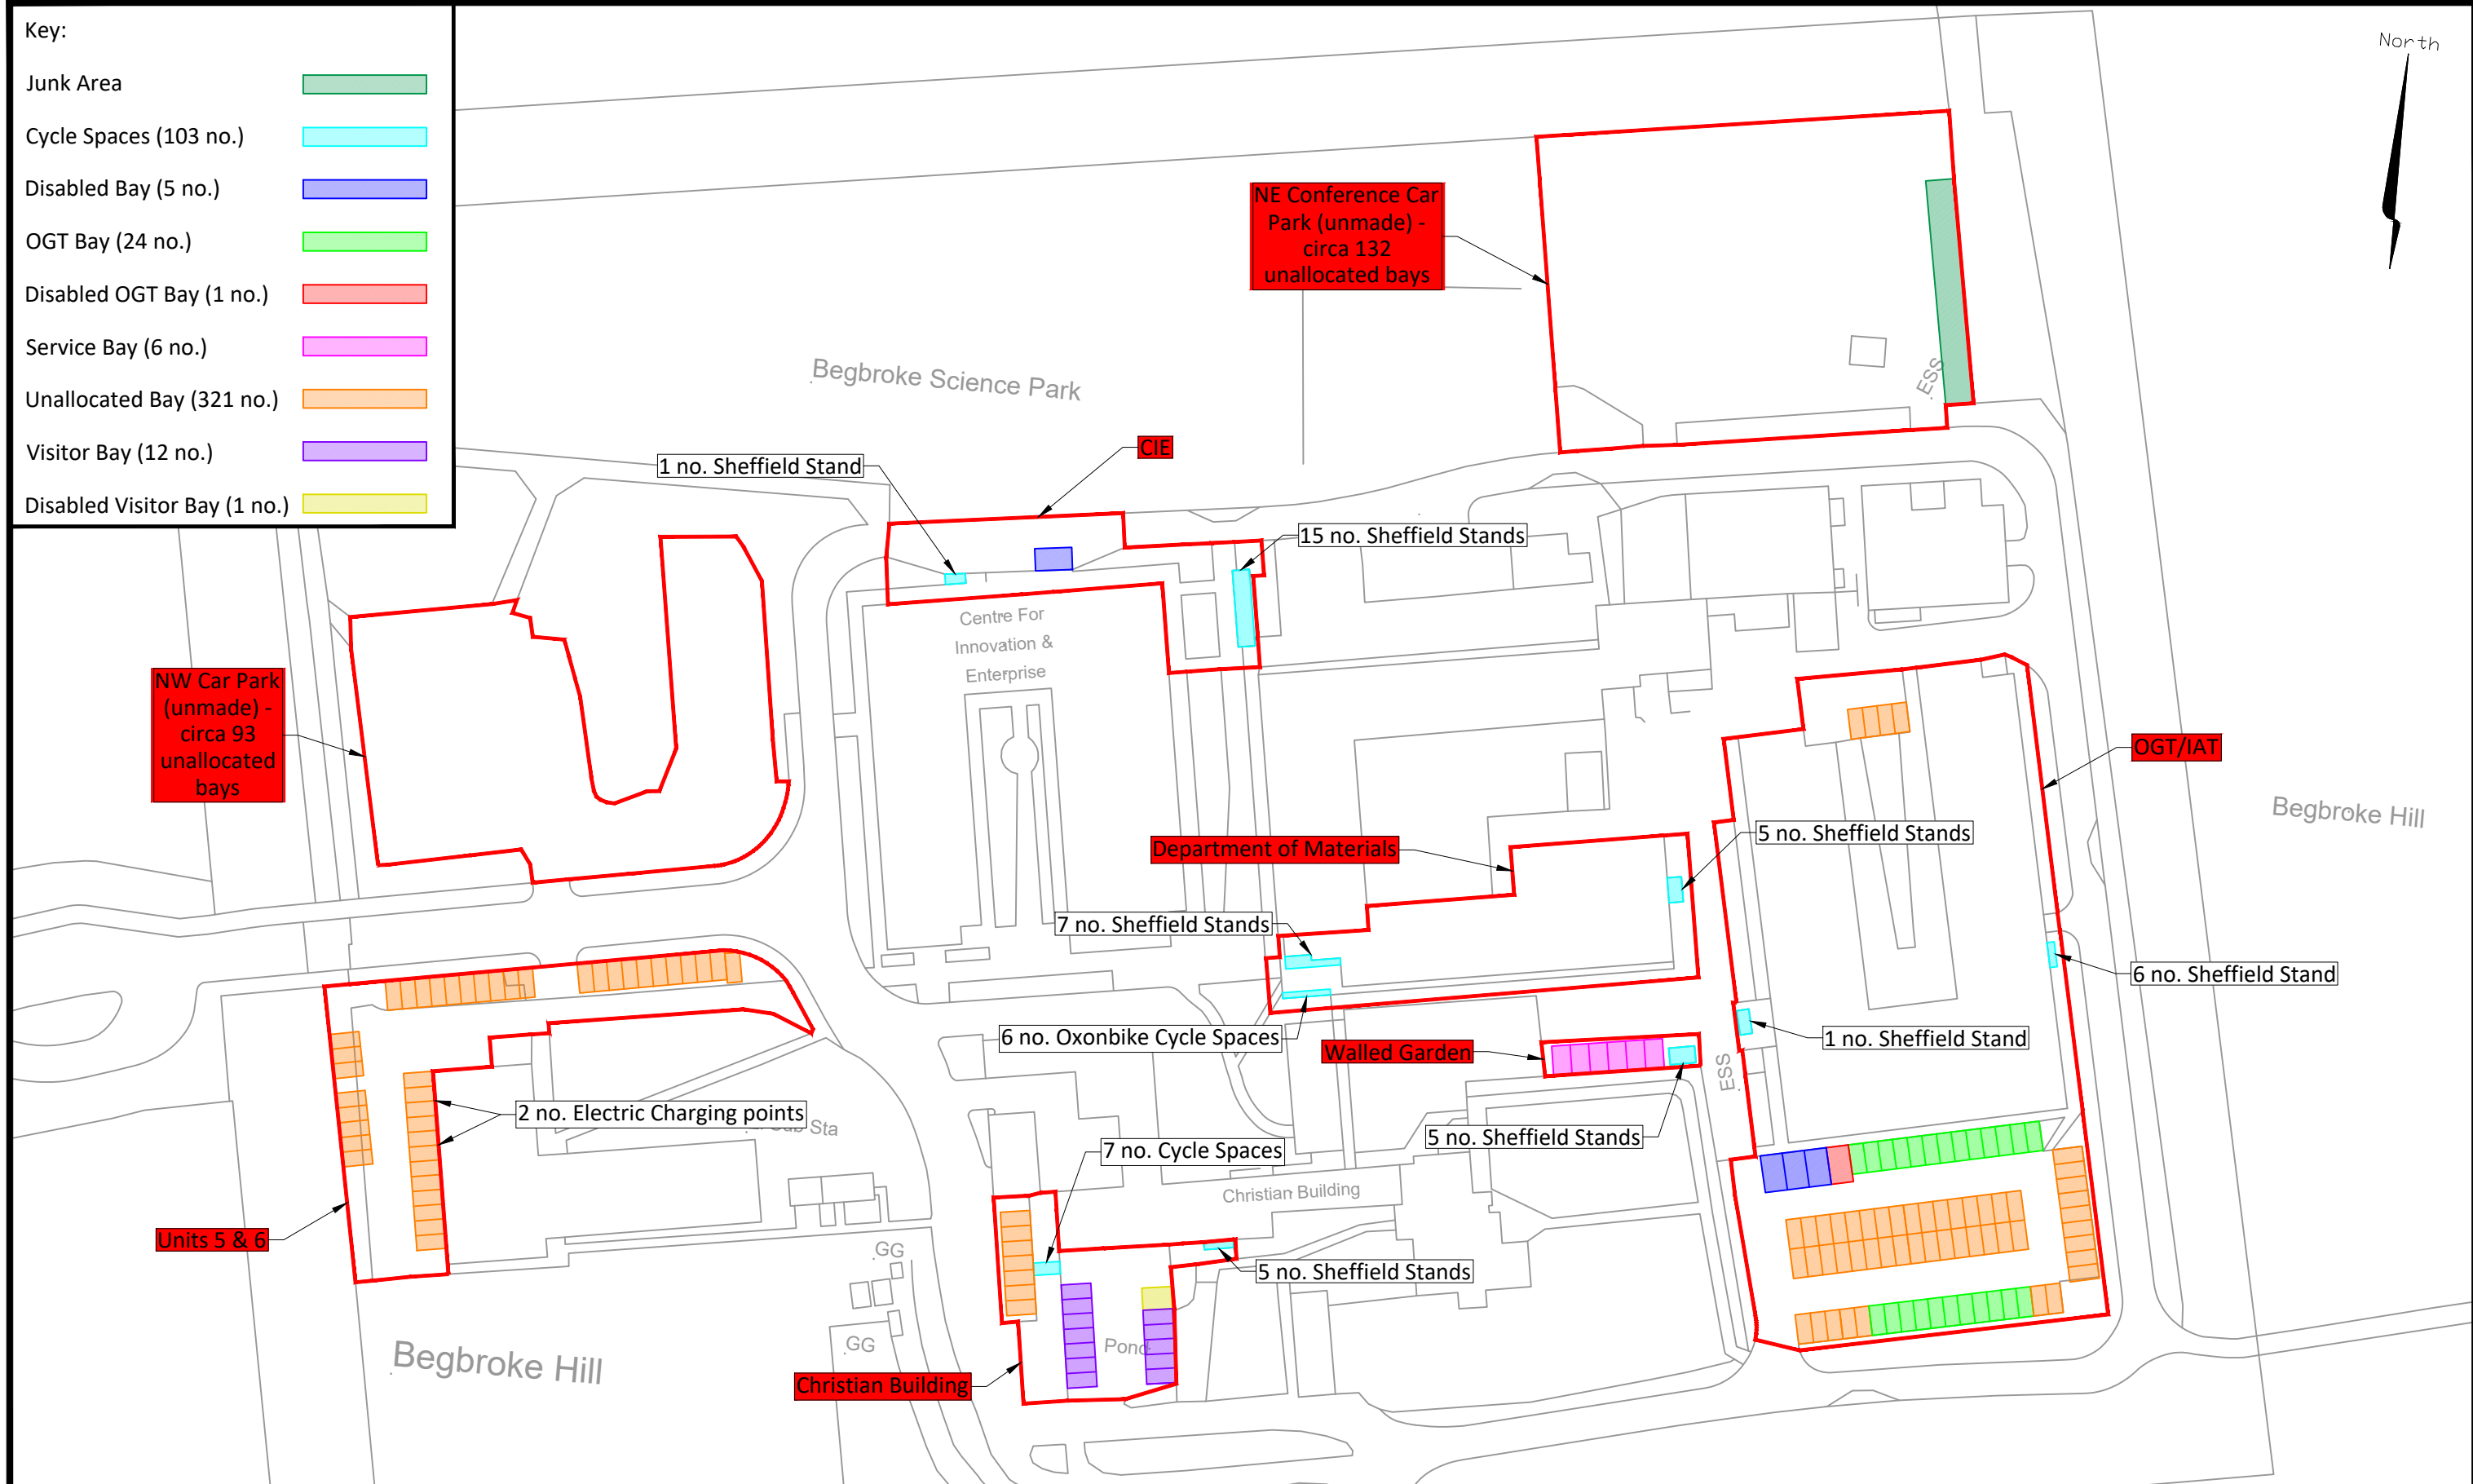 Key:
Junk Area
Cycle Spaces (103 no.)
Disabled Bay (5 no.)
OGT Bay (24 no.)
Disabled OGT Bay (1 no.)
Service Bay (6 no.)
Unallocated Bay (321 no.)
Visitor Bay (12 no.)
Disabled Visitor Bay (1 no.)
North
NE Conference Car
Park (unmade) -
circa 132
unallocated bays
Begbroke Science Park
ESS
CIE
1 no. Sheffield Stand
15 no. Sheffield Stands
Centre For
Innovation &
Enterprise
NW Car Park
(unmade) -
circa 93
unallocated
bays
OGT/IAT
Begbroke Hill
5 no. Sheffield Stands
Department of Materials
7 no. Sheffield Stands
6 no. Sheffield Stand
6 no. Oxonbike Cycle Spaces
1 no. Sheffield Stand
Walled Garden
ESS
2 no. Electric Charging points
Sub Sta
5 no. Sheffield Stands
7 no. Cycle Spaces
Christian Building
Units 5 & 6
GG
5 no. Sheffield Stands
GG
Pond
Begbroke Hill
Christian Building